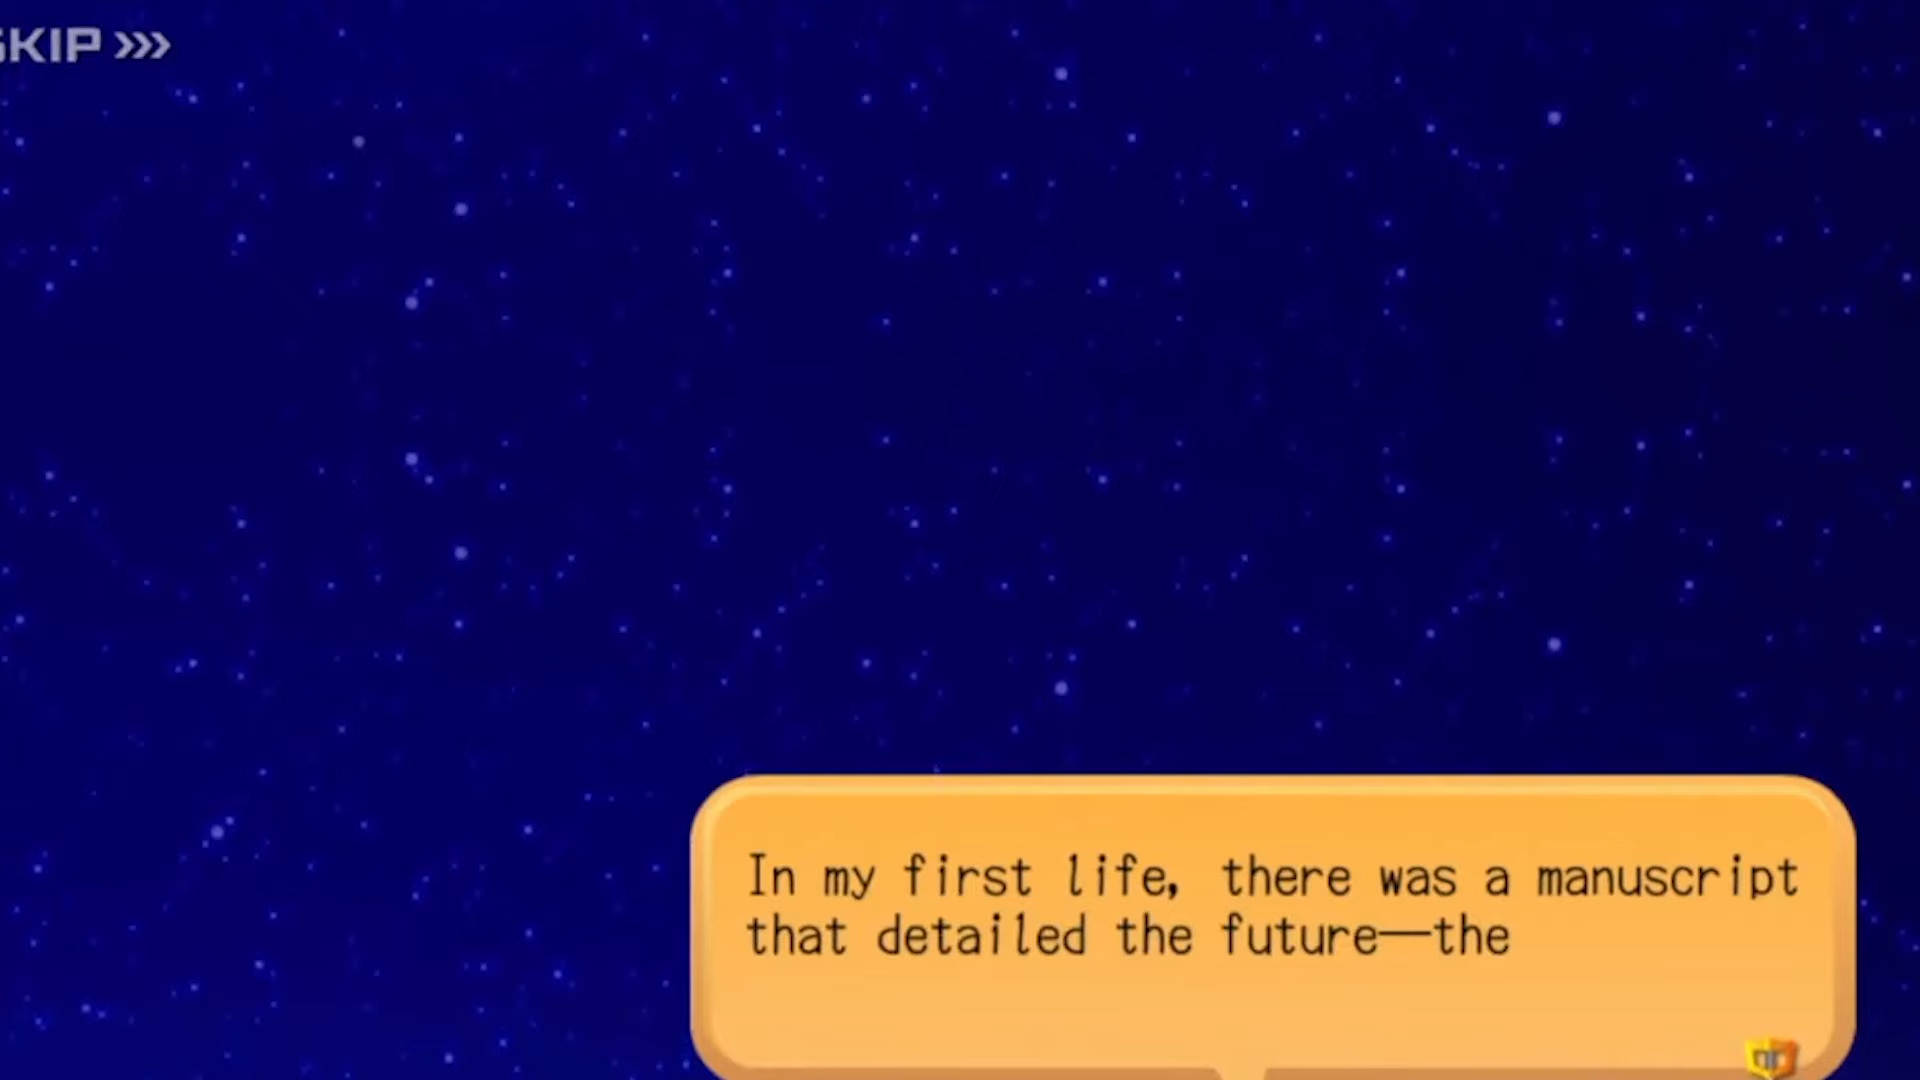 SKIP >>>
In my first life, there was a manuscript
that detailed the future—the